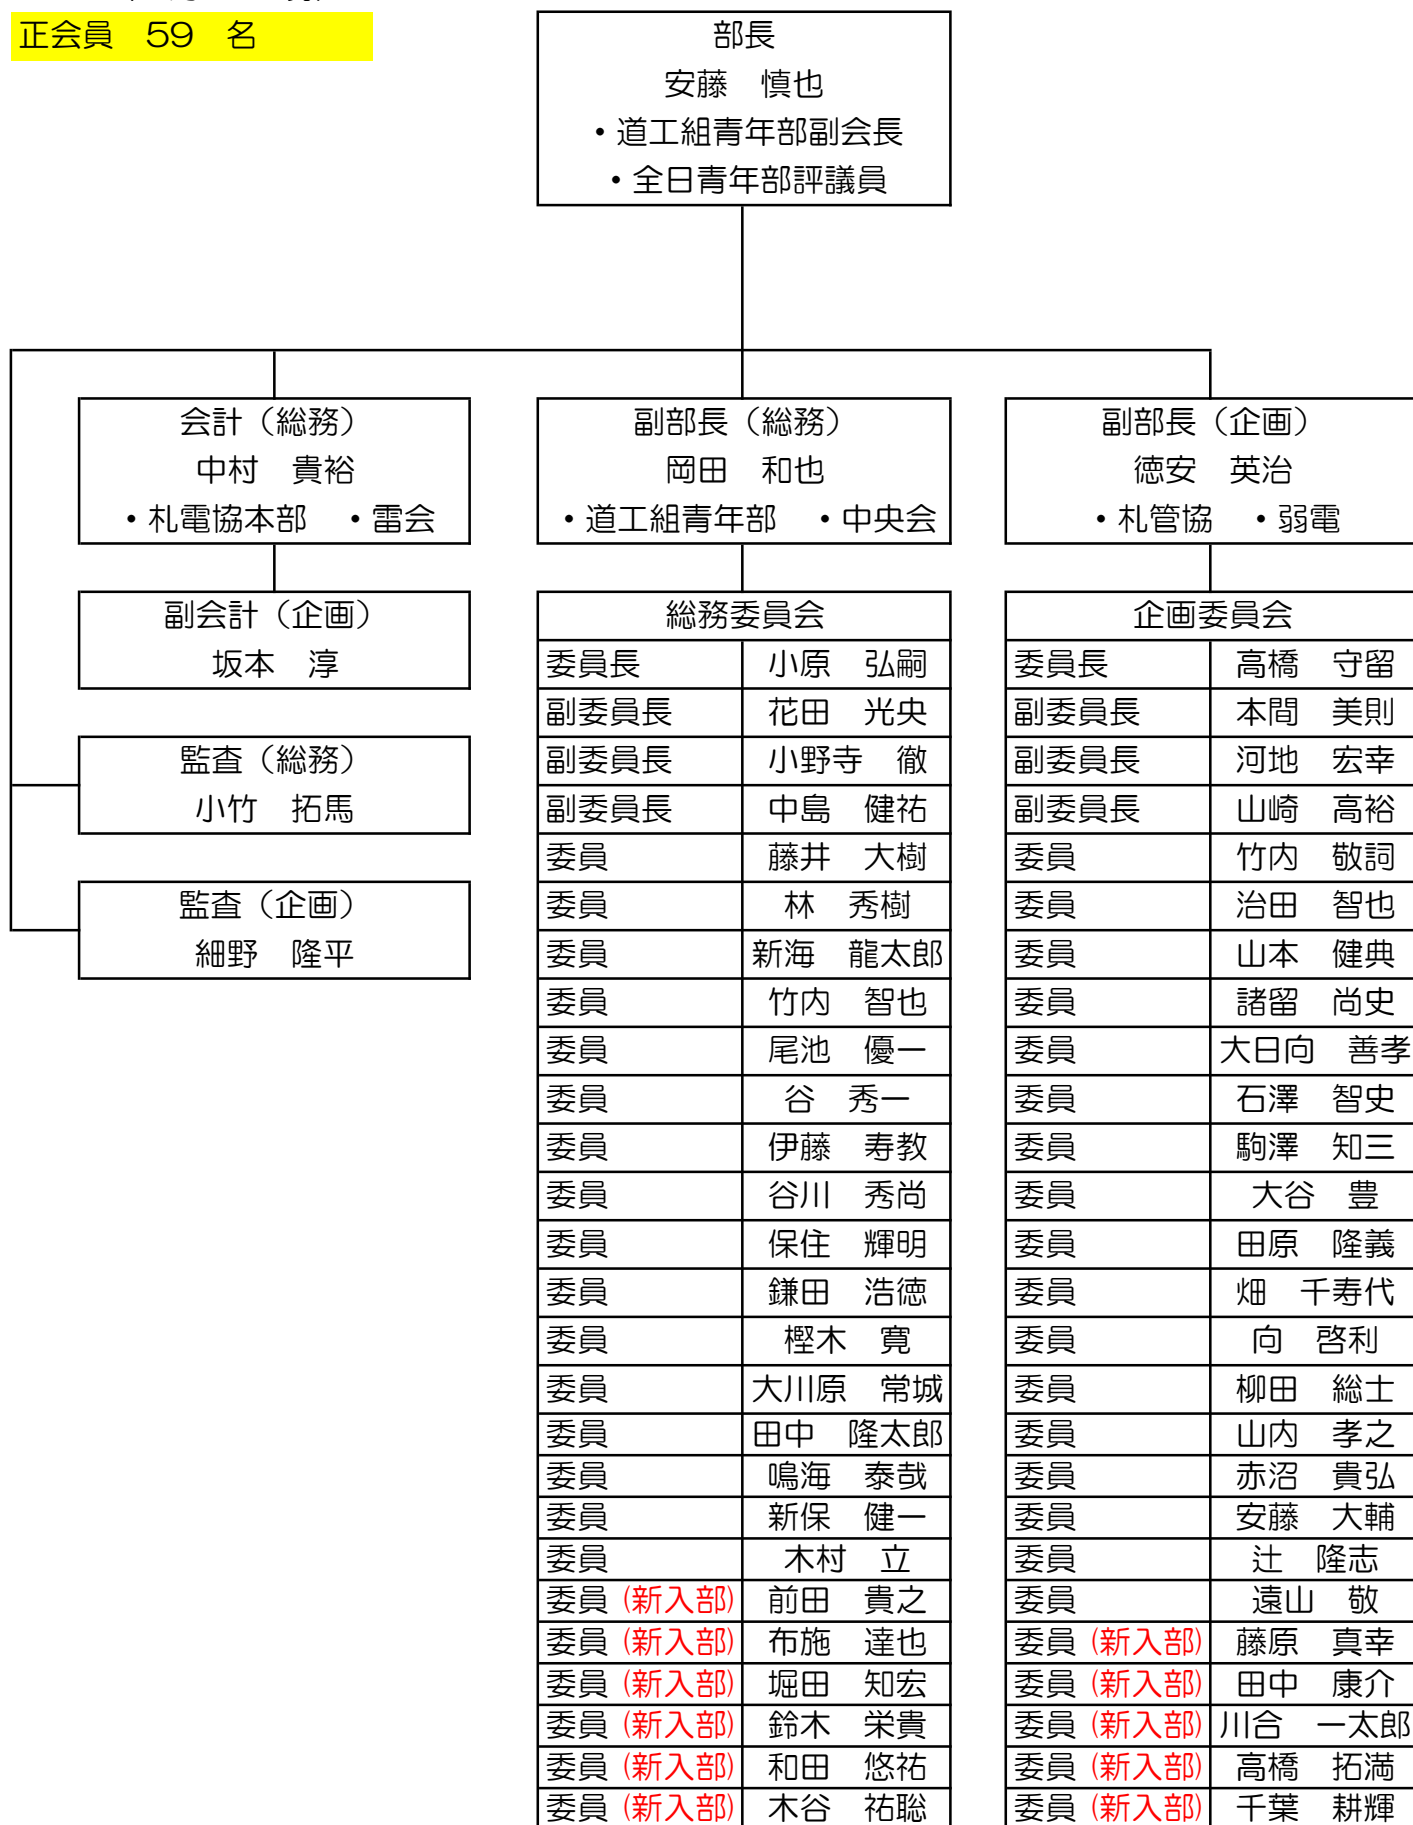 正会員　59　名
部長
安藤　慎也
・道工組青年部副会長
・全日青年部評議員
会計（総務）
中村　貴裕
・札電協本部　・雷会
副部長（総務）
岡田　和也
・道工組青年部　・中央会
副部長（企画）
徳安　英治
・札管協　・弱電
副会計（企画）
坂本　淳
監査（総務）
小竹　拓馬
監査（企画）
細野　隆平
総務委員会
委員長　小原　弘嗣
副委員長　花田　光央
副委員長　小野寺　徹
副委員長　中島　健祐
委員　藤井　大樹
委員　林　秀樹
委員　新海　龍太郎
委員　竹内　智也
委員　尾池　優一
委員　谷　秀一
委員　伊藤　寿教
委員　谷川　秀尚
委員　保住　輝明
委員　鎌田　浩徳
委員　樫木　寛
委員　大川原　常城
委員　田中　隆太郎
委員　鳴海　泰哉
委員　新保　健一
委員　木村　立
委員 (新入部)　前田　貴之
委員 (新入部)　布施　達也
委員 (新入部)　堀田　知宏
委員 (新入部)　鈴木　栄貴
委員 (新入部)　和田　悠祐
委員 (新入部)　木谷　祐聡
企画委員会
委員長　高橋　守留
副委員長　本間　美則
副委員長　河地　宏幸
副委員長　山崎　高裕
委員　竹内　敬詞
委員　治田　智也
委員　山本　健典
委員　諸留　尚史
委員　大日向　善孝
委員　石澤　智史
委員　駒澤　知三
委員　大谷　豊
委員　田原　隆義
委員　畑　千寿代
委員　向　啓利
委員　柳田　総士
委員　山内　孝之
委員　赤沼　貴弘
委員　安藤　大輔
委員　辻　隆志
委員　遠山　敬
委員 (新入部)　藤原　真幸
委員 (新入部)　田中　康介
委員 (新入部)　川合　一太郎
委員 (新入部)　高橋　拓満
委員 (新入部)　千葉　耕輝